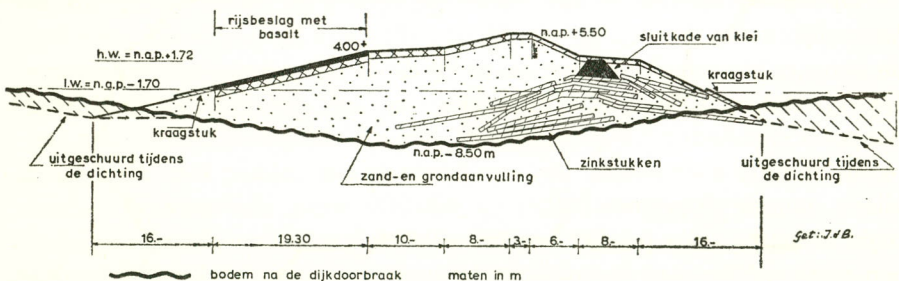 rijsbeslag met
basalt
4.00+
n.a.p.+5.50
sluitkade van klei
h.w. = n.a.p.+1.72
l.w. = n.a.p.-1.70
kraagstuk
kraagstuk
uitgeschuurd tijdens
de dichting
n.a.p.-8.50 m
zand-en grondaanvulling
zinkstukken
uitgeschuurd tijdens
de dichting
16.- 19.30 10.- 8.- 3.- 6.- 8.- 16.-
Get: J.d B.
bodem na de dijkdoorbraak maten in m